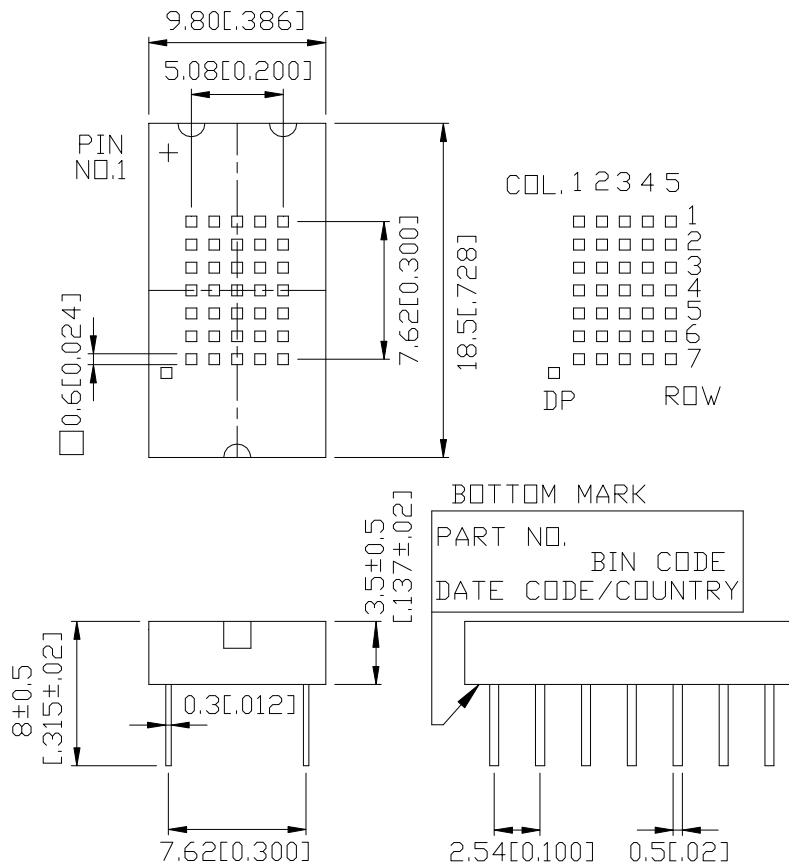 9.80[.386]
5.08[0.200]
PIN
NO.1
7.62[0.300]
18.5[.728]
□0.6[0.024]
COL. 1 2 3 4 5
1
2
3
4
5
6
7
DP
ROW
BOTTOM MARK
PART NO.
BIN CODE
DATE CODE/COUNTRY
3.5±0.5
[.137±.02]
8±0.5
[.315±.02]
0.3[.012]
7.62[0.300]
2.54[0.100]
0.5[.02]